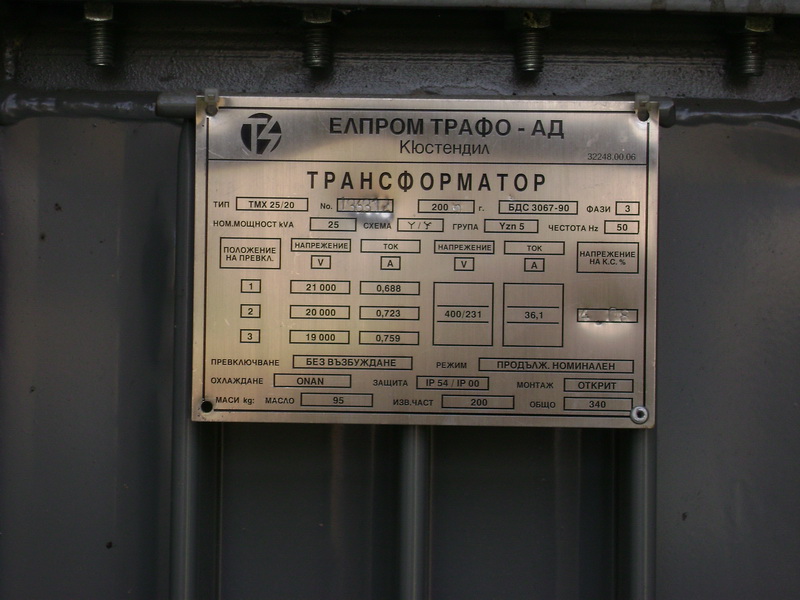 ЕЛПРОМ ТРАФО - АД
Кюстендил
32248.00.06
ТРАНСФОРМАТОР
ТИП ТМХ 25/20 No. 200 г. БДС 3067-90 ФАЗИ 3
НОМ.МОЩНОСТ kVA 25 СХЕМА Y / Y ГРУПА Yzn 5 ЧЕСТОТА Hz 50
ПОЛОЖЕНИЕ НА ПРЕВКЛ. НАПРЕЖЕНИЕ V ТОК A НАПРЕЖЕНИЕ V ТОК A НАПРЕЖЕНИЕ НА К.С. %
1 21 000 0,688
2 20 000 0,723 400/231 36,1
3 19 000 0,759
ПРЕВКЛЮЧВАНЕ БЕЗ ВЪЗБУЖДАНЕ РЕЖИМ ПРОДЪЛЖ. НОМИНАЛЕН
ОХЛАЖДАНЕ ONAN ЗАЩИТА IP 54 / IP 00 МОНТАЖ ОТКРИТ
МАСИ kg: МАСЛО 95 ИЗВ.ЧАСТ 200 ОБЩО 340